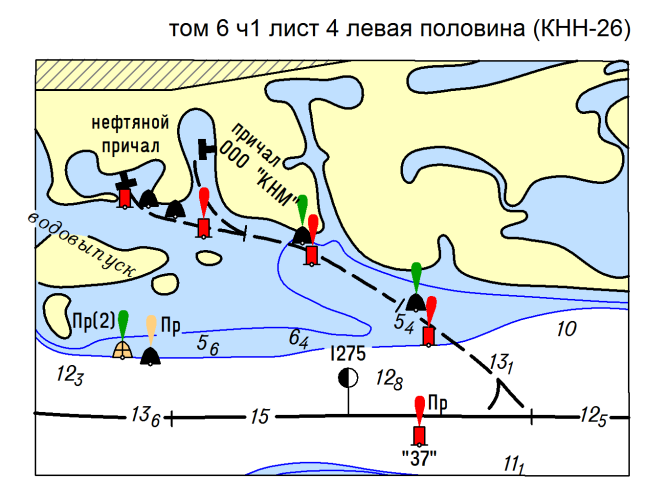 том 6 ч1 лист 4 левая половина (КНН-26)
нефтяной
причал
причал
ООО "КНМ"
водовыпуск
Пр(2)
Пр
5₆
6₄
5₄
10
12₃
1275
12₈
13₁
13₆
15
Пр
12₅
"37"
11₁